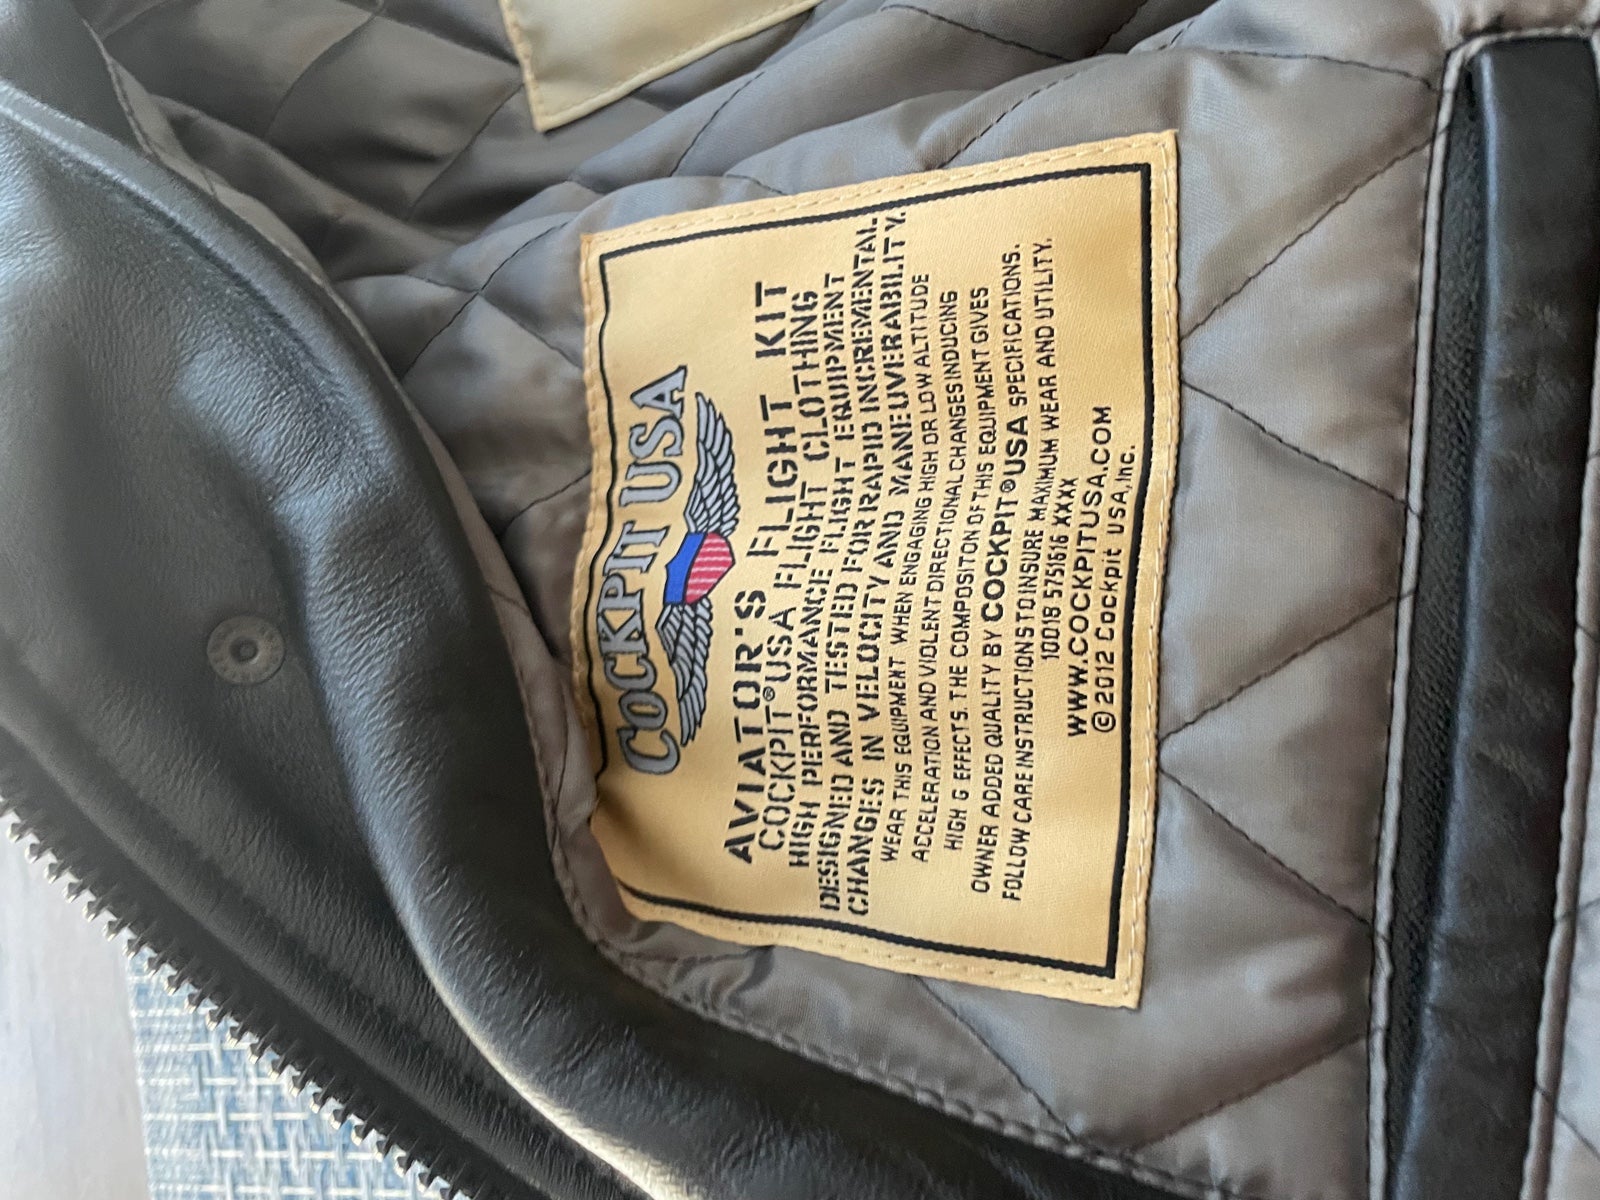 COCKPIT USA
AVIATOR'S FLIGHT KIT
COCKPIT®USA FLIGHT CLOTHING
HIGH PERFORMANCE FLIGHT EQUIPMENT
DESIGNED AND TESTED FOR RAPID INCREMENTAL
CHANGES IN VELOCITY AND MANEUVERABILITY.
WEAR THIS EQUIPMENT WHEN ENGAGING HIGH OR LOW ALTITUDE
ACCELERATION AND VIOLENT DIRECTIONAL CHANGES INDUCING
HIGH G EFFECTS. THE COMPOSITON OF THIS EQUIPMENT GIVES
OWNER ADDED QUALITY BY COCKPIT®USA SPECIFICATIONS.
FOLLOW CARE INSTRUCTIONS TO INSURE MAXIMUM WEAR AND UTILITY.
10D18 571516 XXXX
WWW.COCKPITUSA.COM
©2012 Cockpit USA,Inc.